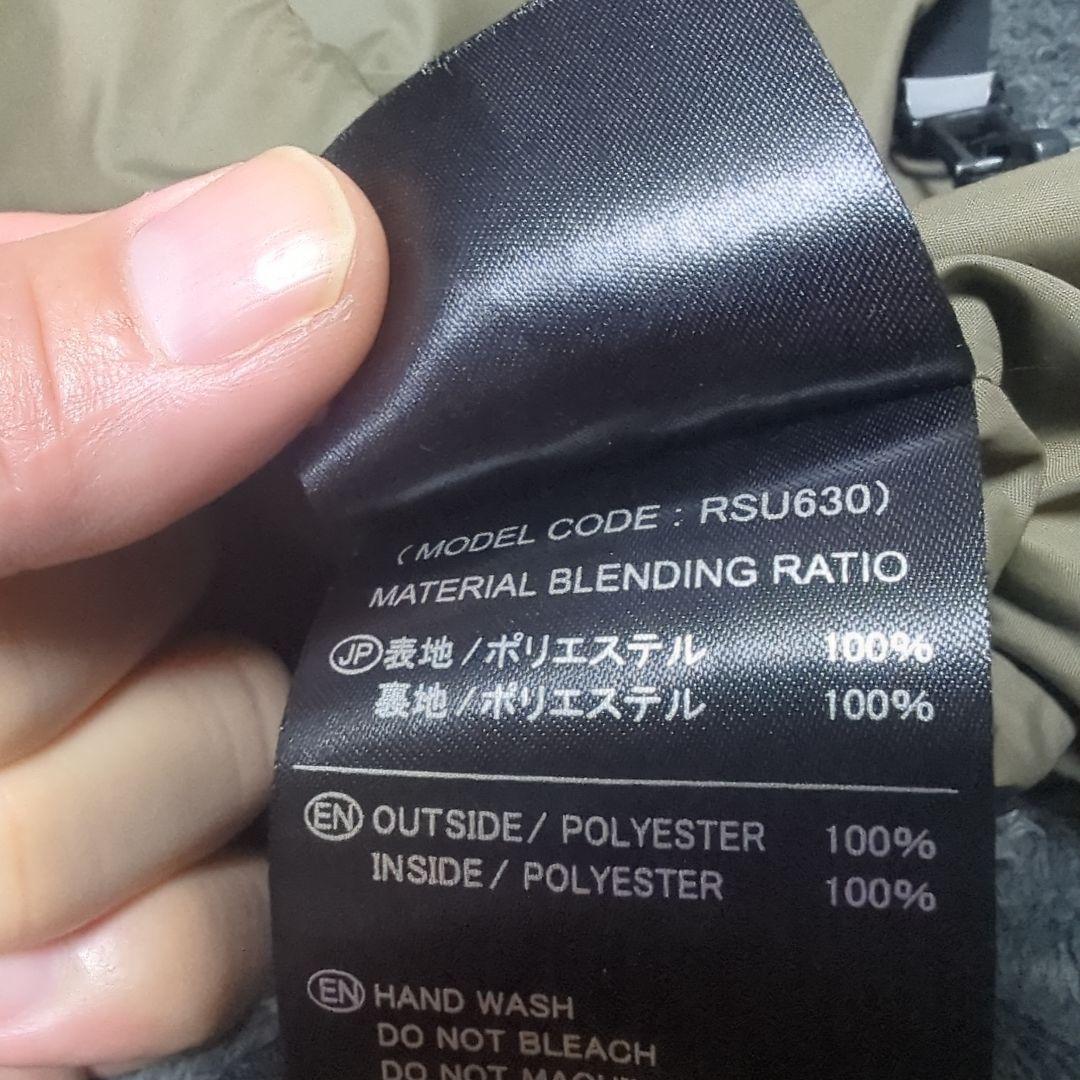 (MODEL CODE : RSU630)
MATERIAL BLENDING RATIO
JP 表地/ポリエステル 100%
裏地/ポリエステル 100%
EN OUTSIDE/ POLYESTER 100%
INSIDE/ POLYESTER 100%
EN HAND WASH
DO NOT BLEACH
DO NOT